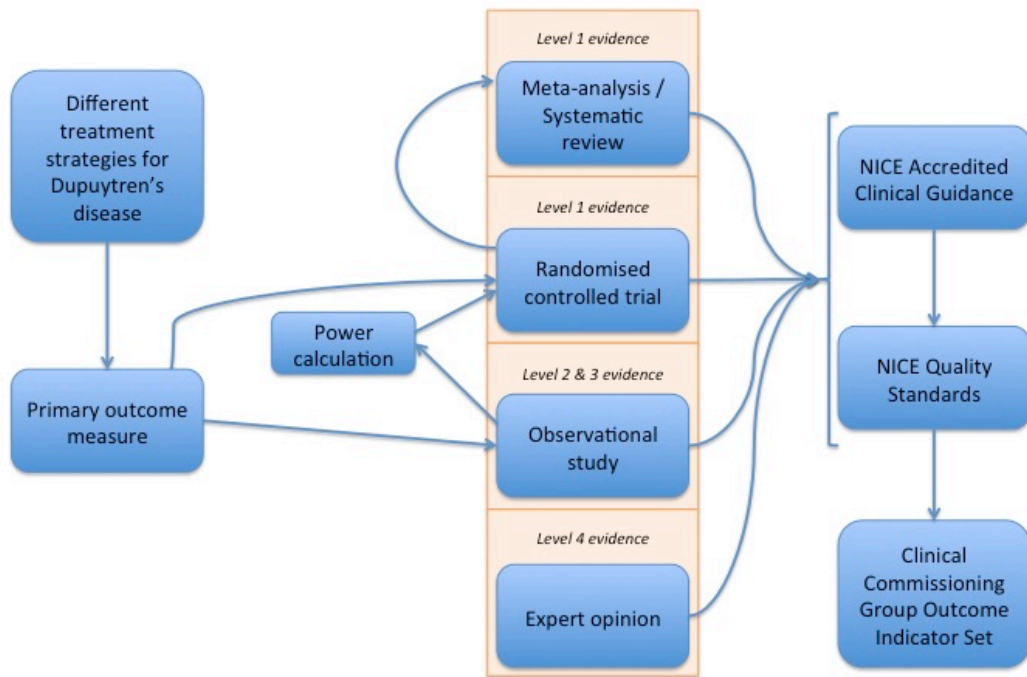 Different
treatment
strategies for
Dupuytren's
disease
Primary outcome
measure
Power
calculation
Level 1 evidence
Meta-analysis /
Systematic
review
Level 1 evidence
Randomised
controlled trial
Level 2 & 3 evidence
Observational
study
Level 4 evidence
Expert opinion
NICE Accredited
Clinical Guidance
NICE Quality
Standards
Clinical
Commissioning
Group Outcome
Indicator Set